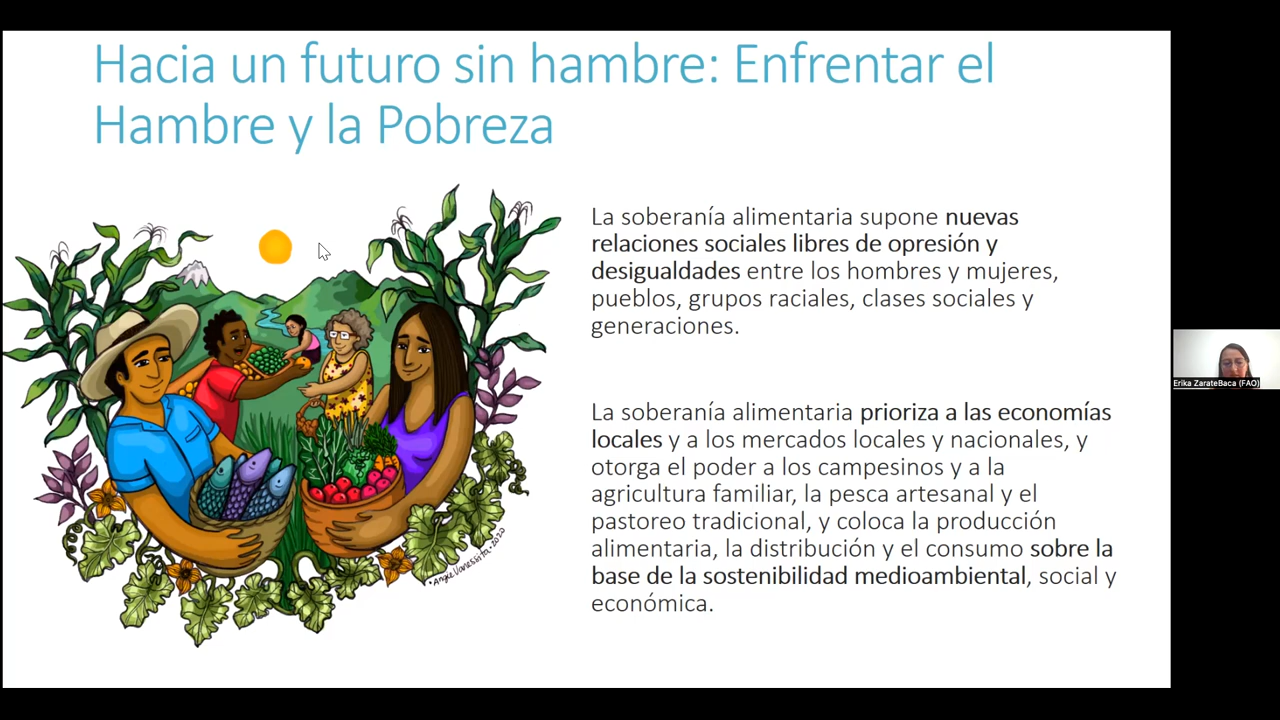 Hacia un futuro sin hambre: Enfrentar el
Hambre y la Pobreza
La soberanía alimentaria supone nuevas
relaciones sociales libres de opresión y
desigualdades entre los hombres y mujeres,
pueblos, grupos raciales, clases sociales y
generaciones.
La soberanía alimentaria prioriza a las economías
locales y a los mercados locales y nacionales, y
otorga el poder a los campesinos y a la
agricultura familiar, la pesca artesanal y el
pastoreo tradicional, y coloca la producción
alimentaria, la distribución y el consumo sobre la
base de la sostenibilidad medioambiental, social y
económica.
Angie Vanessita • 2020
Erika ZarateBaca (FAO)